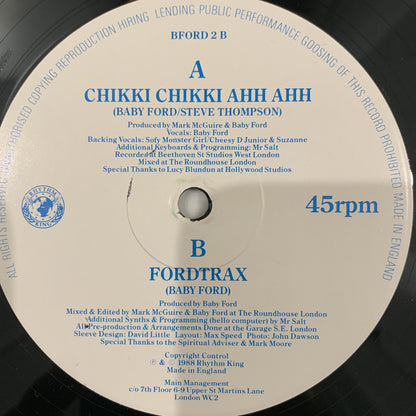 ALL RIGHTS RESERVED UNAUTHORISED COPYING REPRODUCTION HIRING LENDING PUBLIC PERFORMANCE GOOSING OF THIS RECORD PROHIBITED MADE IN ENGLAND
BFORD 2 B
A
CHIKKI CHIKKI AHH AHH
(BABY FORD/STEVE THOMPSON)
Produced by Mark McGuire & Baby Ford
Vocals: Baby Ford
Backing Vocals: Sofy Monster Girl/Cheesy D Junior & Suzanne
Additional Keyboards & Programming: Mr Salt
Recorded at Beethoven St Studios West London
Mixed at The Roundhouse London
Special Thanks to Lucy Blundun at Hollywood Studios
RHYTHM
KING
45rpm
B
FORDTRAX
(BABY FORD)
Produced by Baby Ford
Mixed & Edited by Mark McGuire & Baby Ford at The Roundhouse London
Additional Synths & Programming (hello computer) by Mr Salt
All Pre-production & Arrangements Done at the Garage S.E. London
Sleeve Design: David Little Layout: Max Speed Photo: John Dawson
Special Thanks to the Spiritual Adviser & Mark Moore
Copyright Control
℗ & © 1988 Rhythm King
Made in England
Main Management
c/o 7th Floor 6-9 Upper St Martins Lane
London WC2